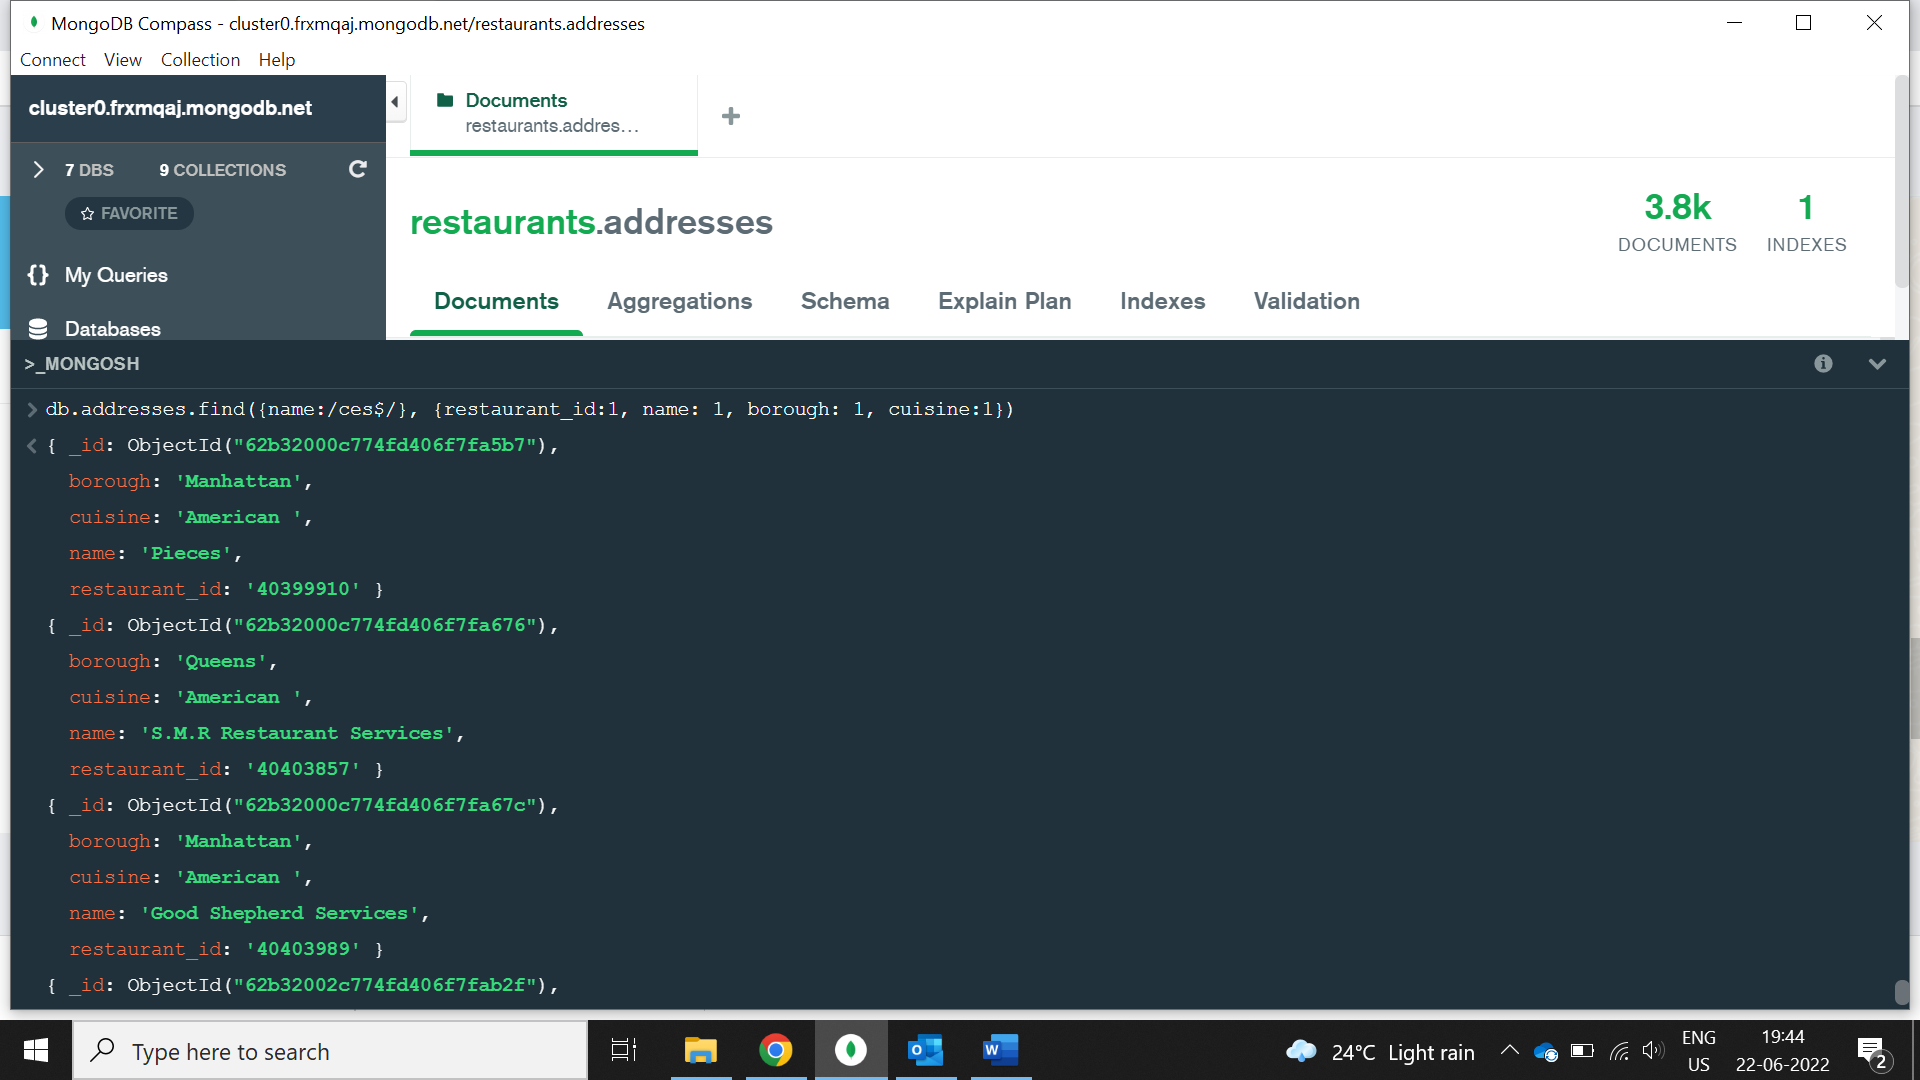 MongoDB Compass - cluster0.frxmqaj.mongodb.net/restaurants.addresses
Connect View Collection Help
cluster0.frxmqaj.mongodb.net
Documents
restaurants.addres...
7 DBS 9 COLLECTIONS
FAVORITE
restaurants.addresses
3.8k
DOCUMENTS
1
INDEXES
{} My Queries
Databases
Documents Aggregations Schema Explain Plan Indexes Validation
>_MONGOSH
db.addresses.find({name:/ces$/}, {restaurant_id:1, name: 1, borough: 1, cuisine:1})
{ _id: ObjectId("62b32000c774fd406f7fa5b7"),
borough: 'Manhattan',
cuisine: 'American ',
name: 'Pieces',
restaurant_id: '40399910' }
{ _id: ObjectId("62b32000c774fd406f7fa676"),
borough: 'Queens',
cuisine: 'American ',
name: 'S.M.R Restaurant Services',
restaurant_id: '40403857' }
{ _id: ObjectId("62b32000c774fd406f7fa67c"),
borough: 'Manhattan',
cuisine: 'American ',
name: 'Good Shepherd Services',
restaurant_id: '40403989' }
{ _id: ObjectId("62b32002c774fd406f7fab2f"),
Type here to search
24°C Light rain
ENG
US
19:44
22-06-2022
2